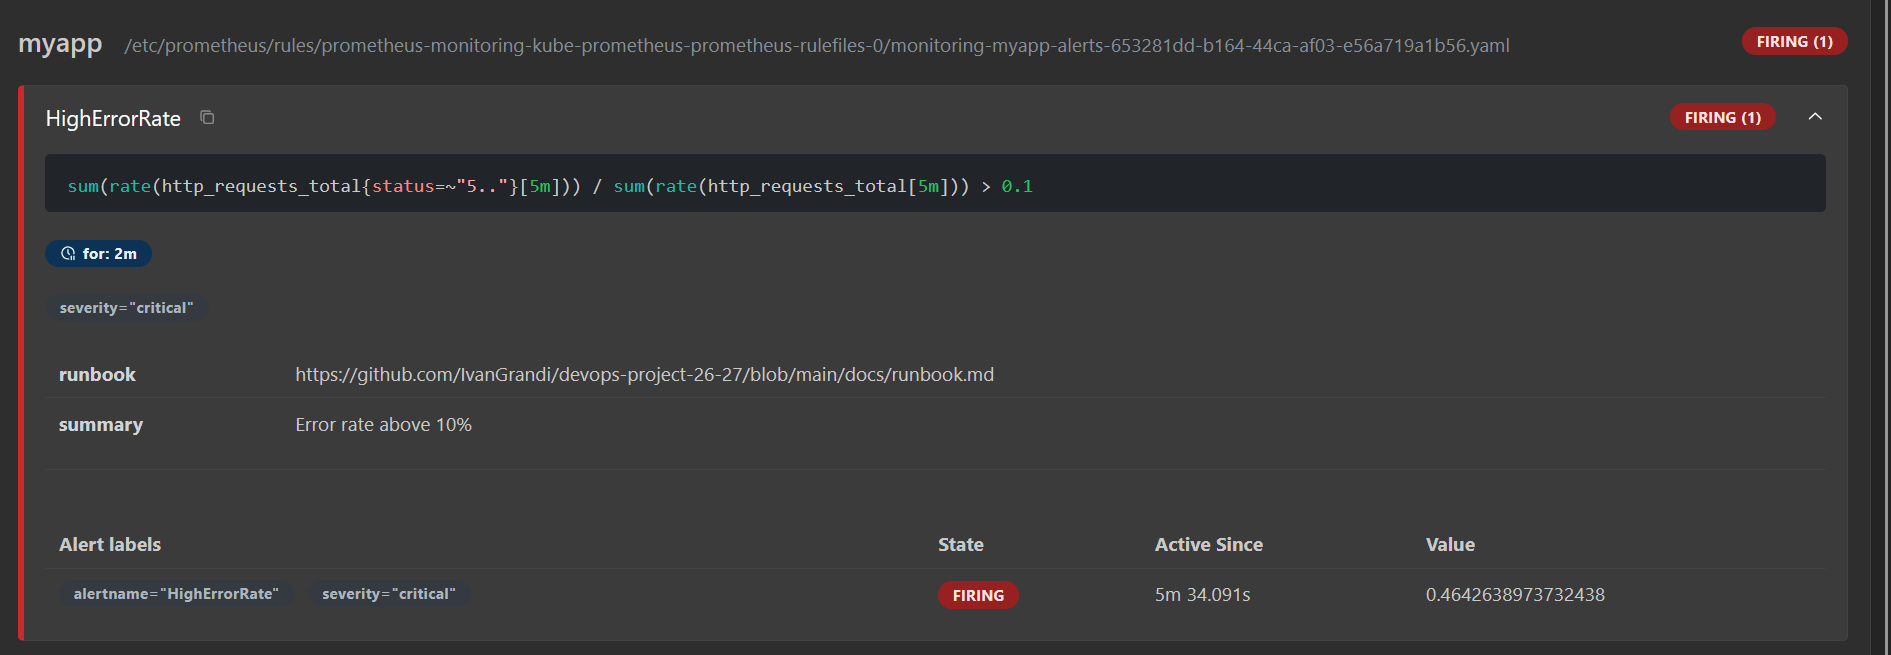 myapp /etc/prometheus/rules/prometheus-monitoring-kube-prometheus-prometheus-rulefiles-0/monitoring-myapp-alerts-653281dd-b164-44ca-af03-e56a719a1b56.yaml FIRING (1)
HighErrorRate FIRING (1)
sum(rate(http_requests_total{status=~"5.."}[5m])) / sum(rate(http_requests_total[5m])) > 0.1
for: 2m
severity="critical"
runbook https://github.com/IvanGrandi/devops-project-26-27/blob/main/docs/runbook.md
summary Error rate above 10%
Alert labels State Active Since Value
alertname="HighErrorRate" severity="critical" FIRING 5m 34.091s 0.4642638973732438